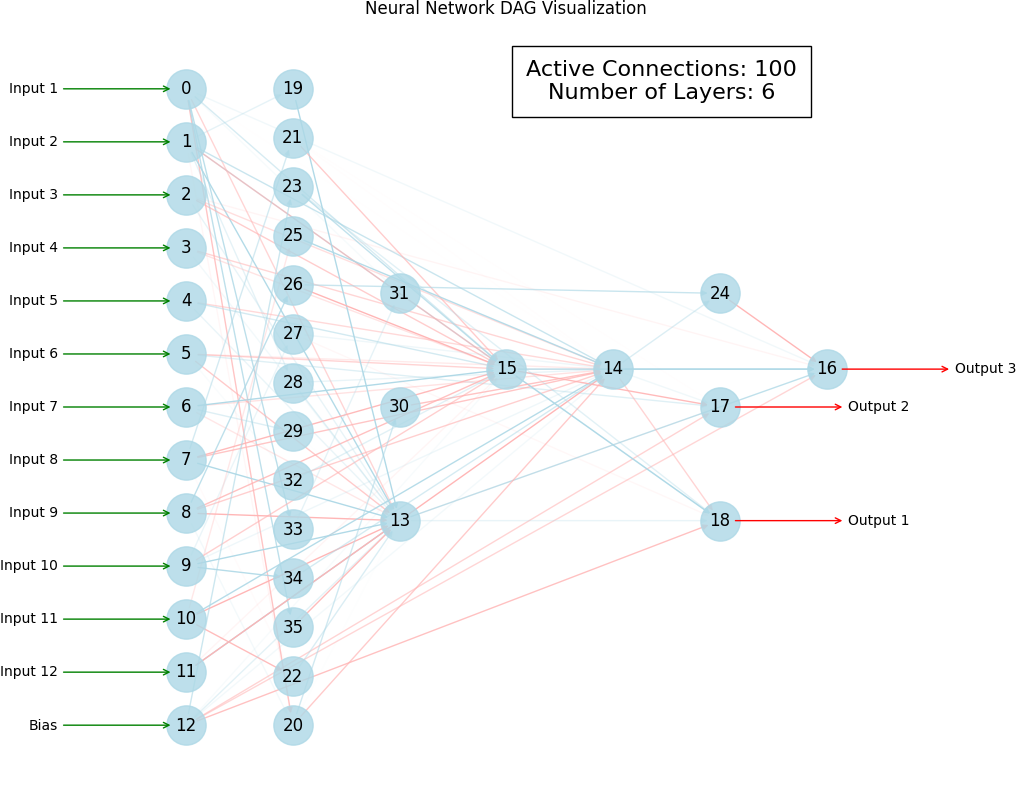 Neural Network DAG Visualization
Active Connections: 100
Number of Layers: 6
Input 1
0
19
Input 2
1
21
Input 3
2
23
Input 4
3
25
Input 5
4
26
31
24
Input 6
5
27
15
14
16
Output 3
Input 7
6
28
30
17
Output 2
Input 8
7
29
Input 9
8
32
13
18
Output 1
Input 10
9
33
Input 11
10
34
Input 12
11
35
22
Bias
12
20